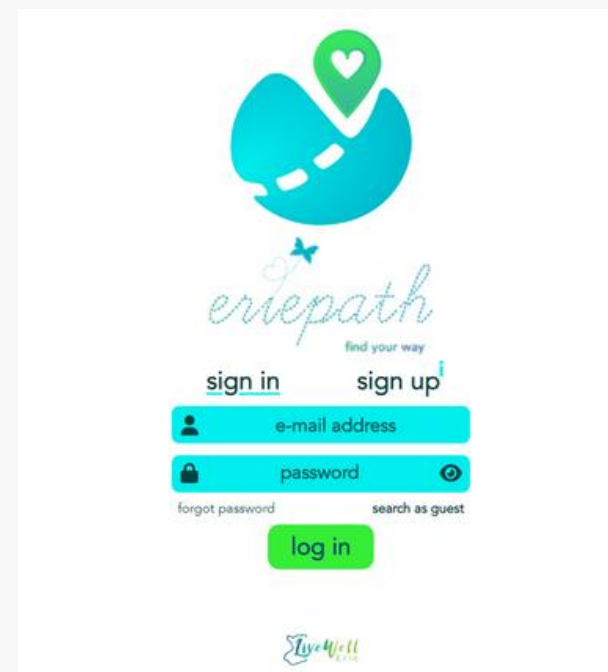 eriepath
find your way
sign in sign up i
e-mail address
password
forgot password search as guest
log in
LiveWell
Erie